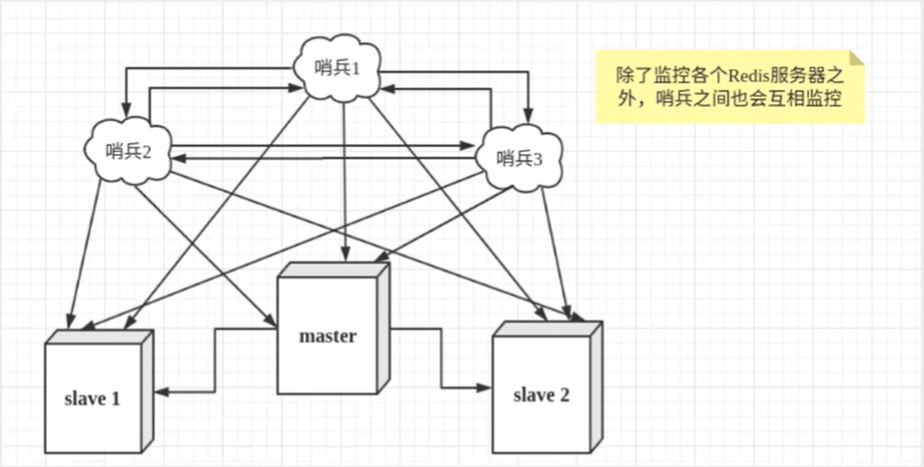 哨兵1
除了监控各个Redis服务器之
外，哨兵之间也会互相监控
哨兵2
哨兵3
master
slave 1
slave 2